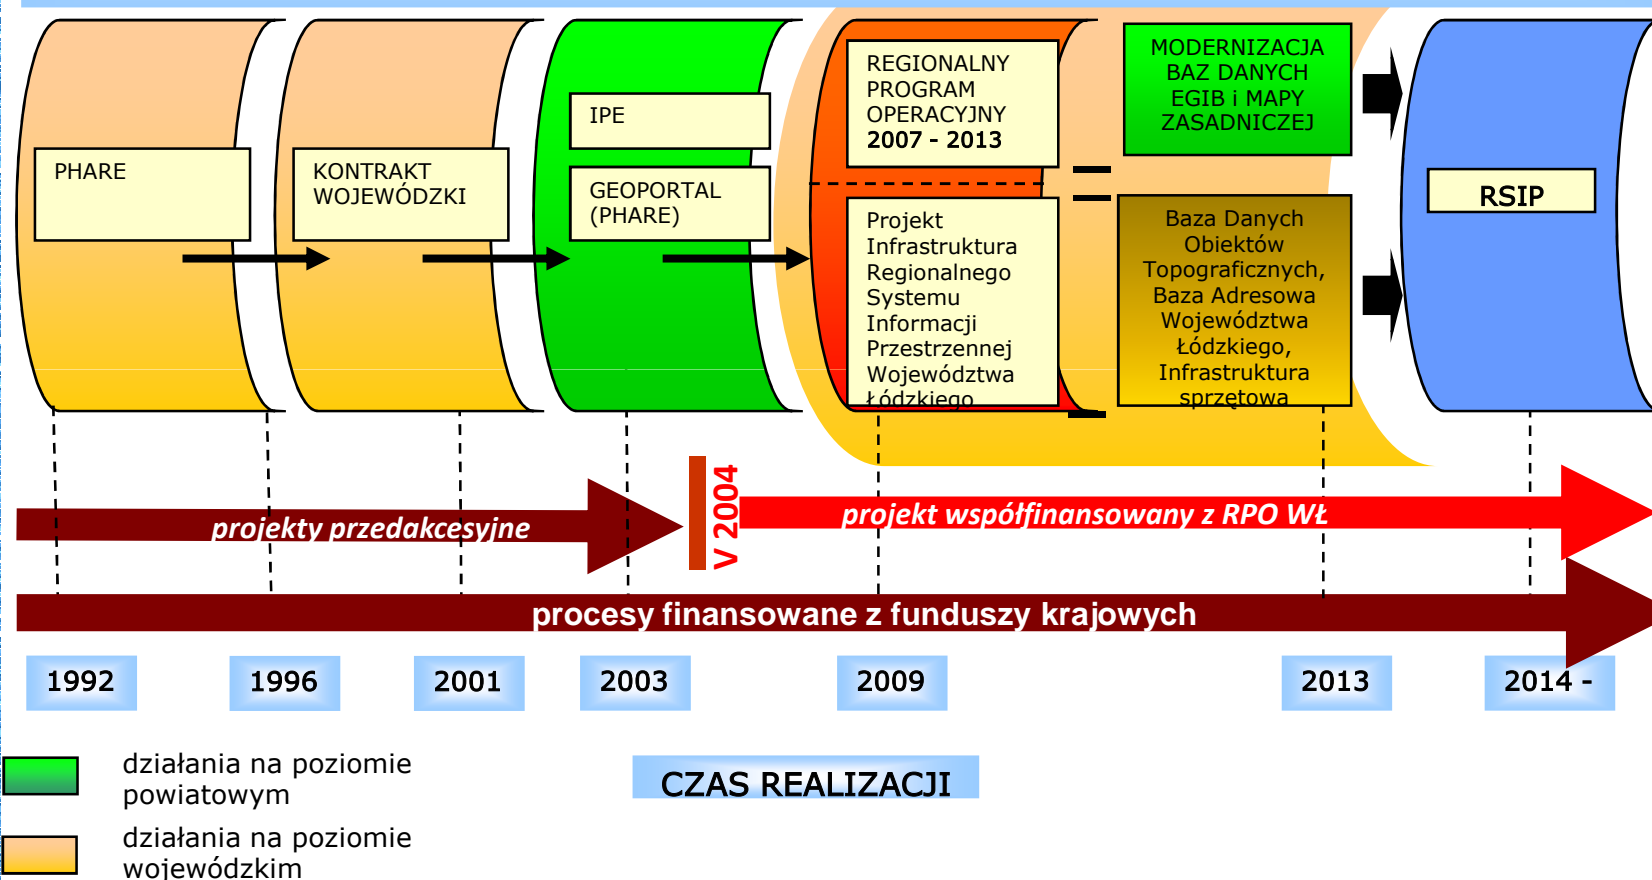 PHARE
KONTRAKT
WOJEWÓDZKI
IPE
GEOPORTAL
(PHARE)
REGIONALNY
PROGRAM
OPERACYJNY
2007 - 2013
Projekt
Infrastruktura
Regionalnego
Systemu
Informacji
Przestrzennej
Województwa
Łódzkiego
MODERNIZACJA
BAZ DANYCH
EGIB i MAPY
ZASADNICZEJ
Baza Danych
Obiektów
Topograficznych,
Baza Adresowa
Województwa
Łódzkiego,
Infrastruktura
sprzętowa
RSIP
projekty przedakcesyjne
V 2004
projekt współfinansowany z RPO WŁ
procesy finansowane z funduszy krajowych
1992
1996
2001
2003
2009
2013
2014 -
działania na poziomie
powiatowym
CZAS REALIZACJI
działania na poziomie
wojewódzkim